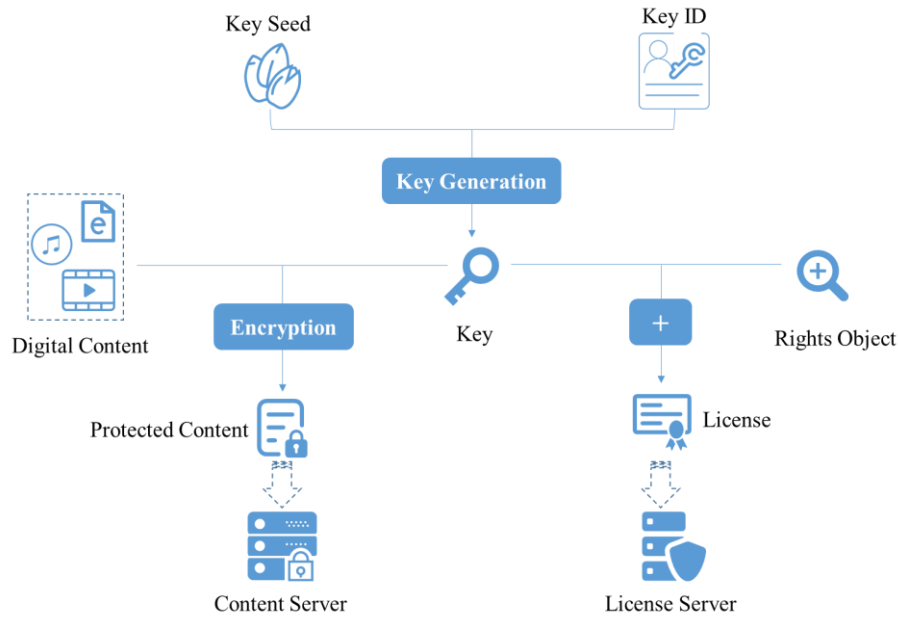 Key Seed
Key ID
Key Generation
e
Digital Content
Encryption
Key
+
Rights Object
Protected Content
License
Content Server
License Server